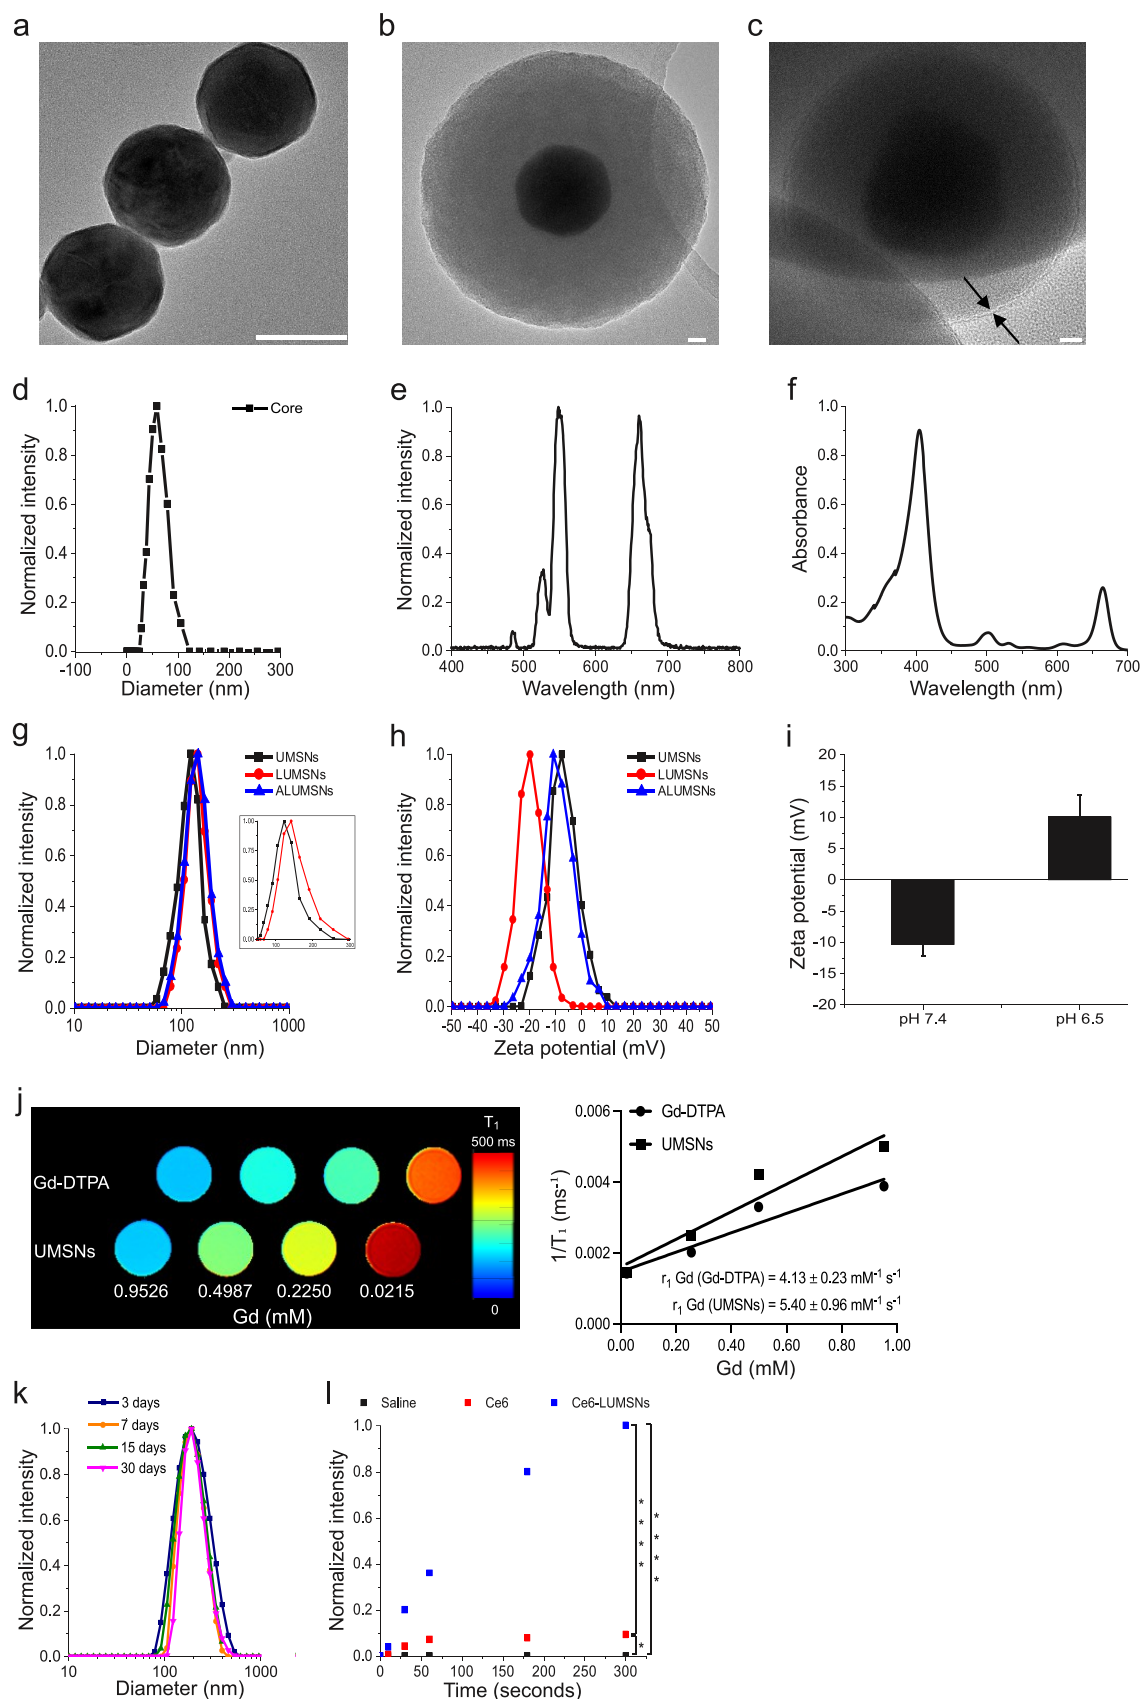 a
b
c
d
1.0
0.8
0.6
0.4
0.2
0.0
-100
0
100
200
300
Normalized intensity
Diameter (nm)
Core
e
1.0
0.8
0.6
0.4
0.2
0.0
400
500
600
700
800
Normalized intensity
Wavelength (nm)
f
1.0
0.8
0.6
0.4
0.2
0.0
300
400
500
600
700
Absorbance
Wavelength (nm)
g
1.0
0.8
0.6
0.4
0.2
0.0
10
100
1000
Normalized intensity
Diameter (nm)
UMSNs
LUMSNs
ALUMSNs
1.00
0.75
0.50
0.25
0.00
100
200
300
h
1.0
0.8
0.6
0.4
0.2
0.0
-50
-40
-30
-20
-10
0
10
20
30
40
50
Normalized intensity
Zeta potential (mV)
UMSNs
LUMSNs
ALUMSNs
i
20
15
10
5
0
-5
-10
-15
-20
Zeta potential (mV)
pH 7.4
pH 6.5
j
Gd-DTPA
UMSNs
0.9526
0.4987
0.2250
0.0215
Gd (mM)
T₁
500 ms
0
0.006
0.004
0.002
0.000
0.00
0.20
0.40
0.60
0.80
1.00
1/T₁ (ms⁻¹)
Gd (mM)
Gd-DTPA
UMSNs
r₁ Gd (Gd-DTPA) = 4.13 ± 0.23 mM⁻¹ s⁻¹
r₁ Gd (UMSNs) = 5.40 ± 0.96 mM⁻¹ s⁻¹
k
3 days
7 days
15 days
30 days
1.0
0.8
0.6
0.4
0.2
0.0
10
100
1000
Normalized intensity
Diameter (nm)
l
Saline
Ce6
Ce6-LUMSNs
1.0
0.8
0.6
0.4
0.2
0.0
0
50
100
150
200
250
300
Normalized intensity
Time (seconds)
*
* * * *
* * * *